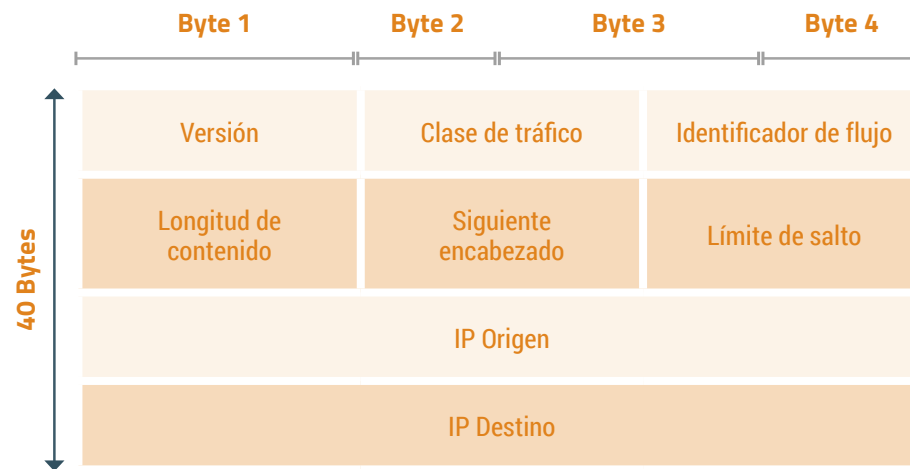 Byte 1 Byte 2 Byte 3 Byte 4
40 Bytes
Versión Clase de tráfico Identificador de flujo
Longitud de
contenido
Siguiente
encabezado
Límite de salto
IP Origen
IP Destino